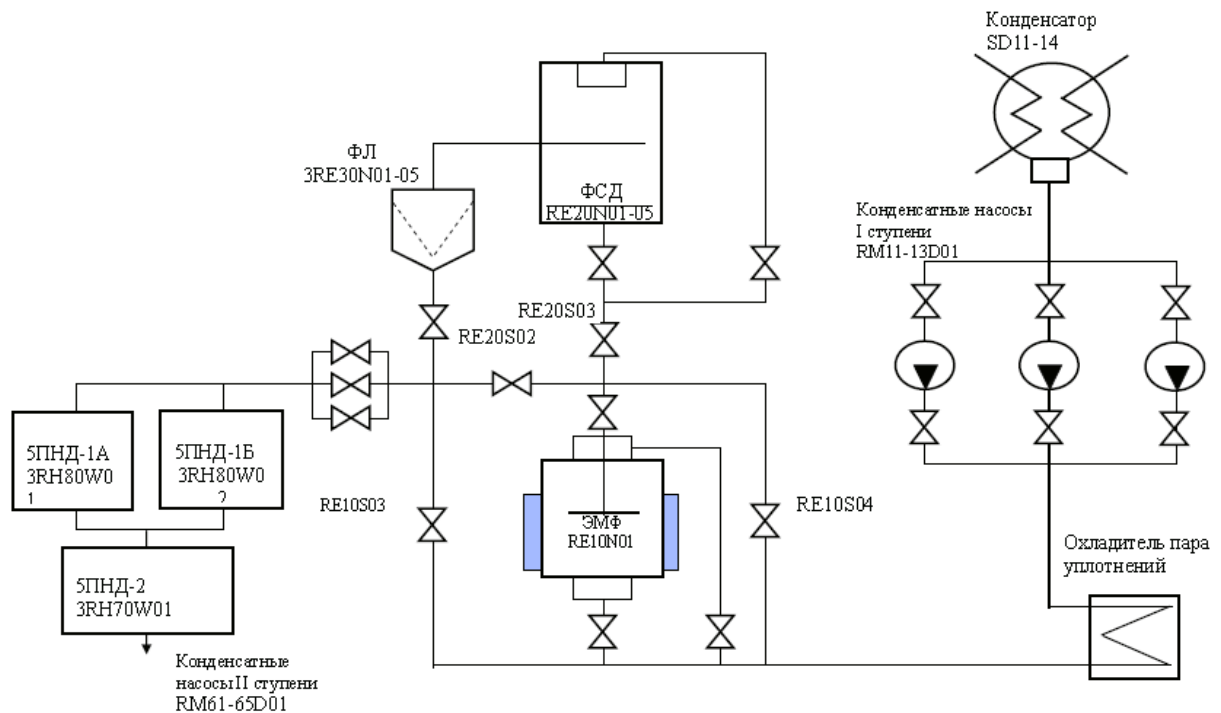 Конденсатор
SD11-14
ФЛ
3RE30N01-05
ФСД
RE20N01-05
Конденсатные насосы
I ступени
RM11-13D01
RE20S03
RE20S02
5ПНД-1А
3RH80W0
1
5ПНД-1Б
3RH80W0
2
RE10S03
ЭМФ
RE10N01
RE10S04
Охладитель пара
уплотнений
5ПНД-2
3RH70W01
Конденсатные
насосыII ступени
RM61-65D01